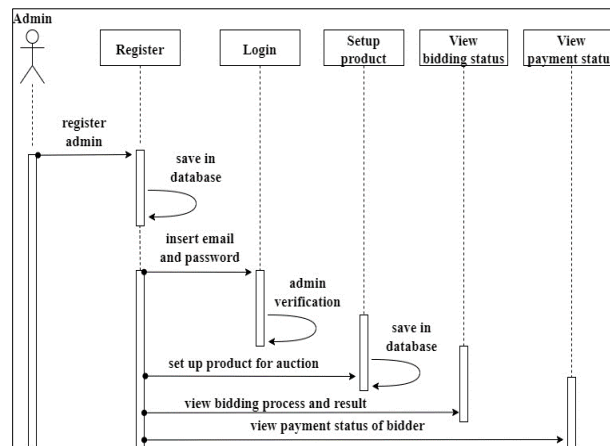 Admin
Register
Login
Setup
product
View
bidding status
View
payment status
register
admin
save in
database
insert email
and password
admin
verification
save in
database
set up product for auction
view bidding process and result
view payment status of bidder